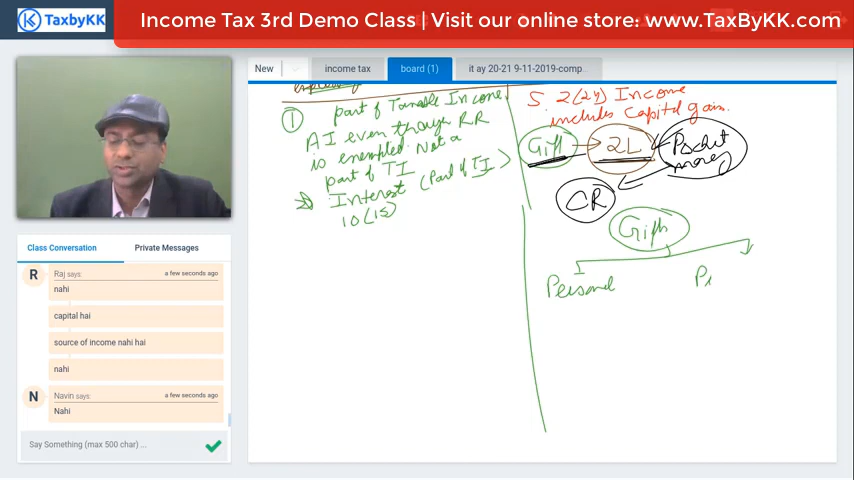 Income Tax 3rd Demo Class | Visit our online store: www.TaxByKK.com
TaxbyKK
New
income tax
board (1)
it ay 20-21 9-11-2019-comp...
① part of Taxable Income
AI even though RR
is exempted. Not a
part of TI
Interest (Part of TI)
10(15)
S. 2(24) Income
includes Capital gain.
Gift
2L
Pocket
money
CR
Gifts
Personal
Class Conversation
Private Messages
R
Raj says:
a few seconds ago
nahi
capital hai
source of income nahi hai
nahi
N
Navin says:
a few seconds ago
Nahi
Say Something (max 500 char) ...